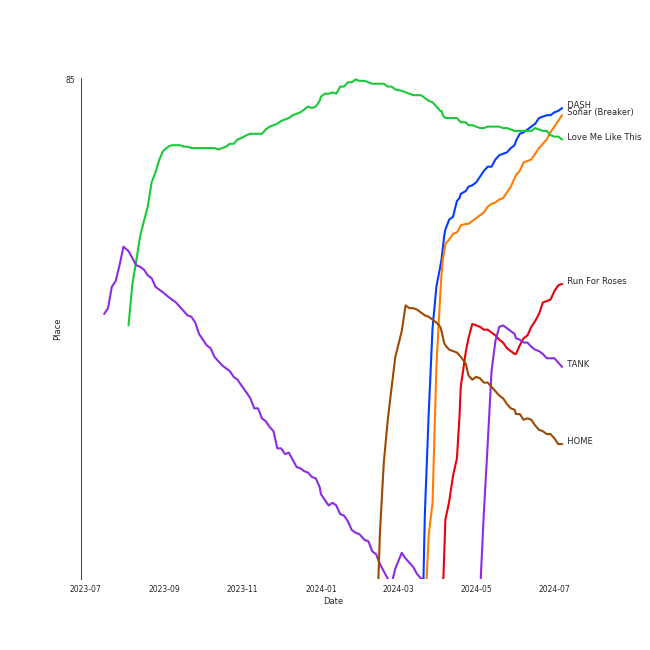 85
DASH
Soñar (Breaker)
Love Me Like This
Run For Roses
TANK
HOME
Place
2023-07 2023-09 2023-11 2024-01 2024-03 2024-05 2024-07
Date